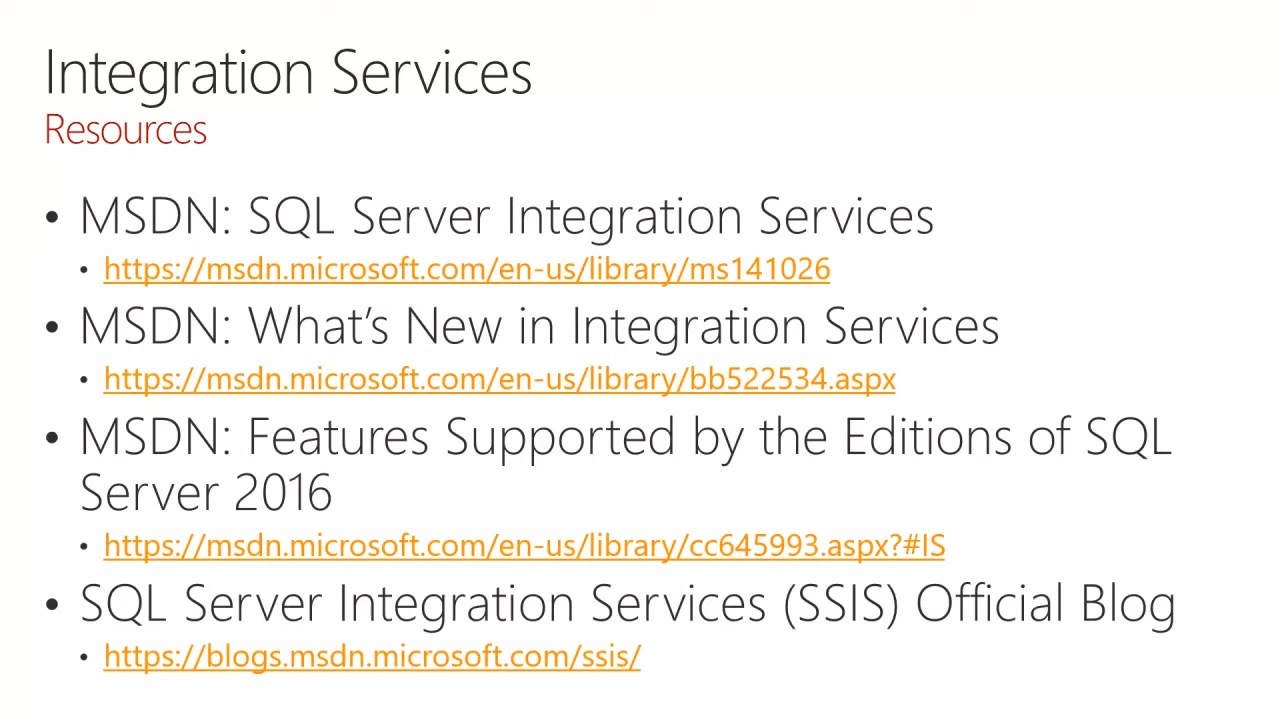 Integration Services
Resources
• MSDN: SQL Server Integration Services
• https://msdn.microsoft.com/en-us/library/ms141026
• MSDN: What’s New in Integration Services
• https://msdn.microsoft.com/en-us/library/bb522534.aspx
• MSDN: Features Supported by the Editions of SQL
Server 2016
• https://msdn.microsoft.com/en-us/library/cc645993.aspx?#IS
• SQL Server Integration Services (SSIS) Official Blog
• https://blogs.msdn.microsoft.com/ssis/